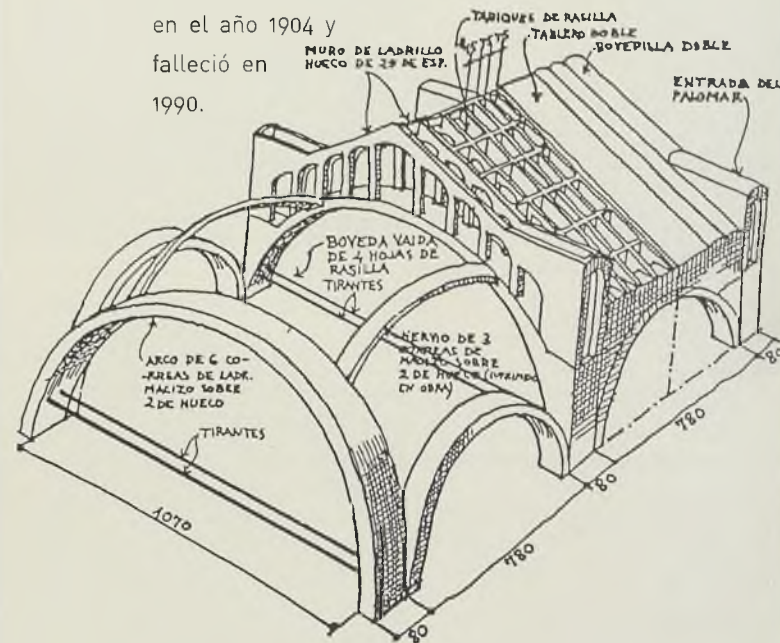 en el año 1904 y
falleció en
1990.
TABIQUES DE RASILLA
TABLERO DOBLE
BOVEDILLA DOBLE
MURO DE LADRILLO
HUECO DE 29 DE ESP.
ENTRADA DEL
PALOMAR
BOVEDA VAIDA
DE 4 HOJAS DE
RASILLA
TIRANTES
ARCO DE 6 CO-
RREAS DE LADR.
MACIZO SOBRE
2 DE HUECO
NERVIO DE 3
DE
MACIZO SOBRE
2 DE HUECO
EN OBRA)
TIRANTES
1070
80
780
80
780
80